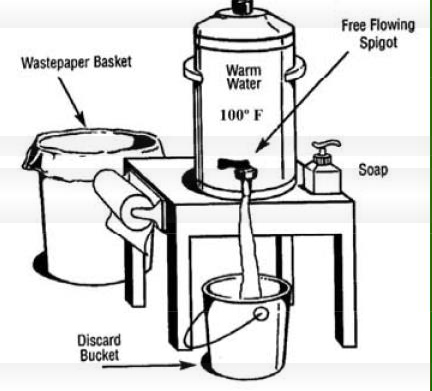 Free Flowing
Spigot
Wastepaper Basket
Warm
Water
100° F
Soap
Discard
Bucket